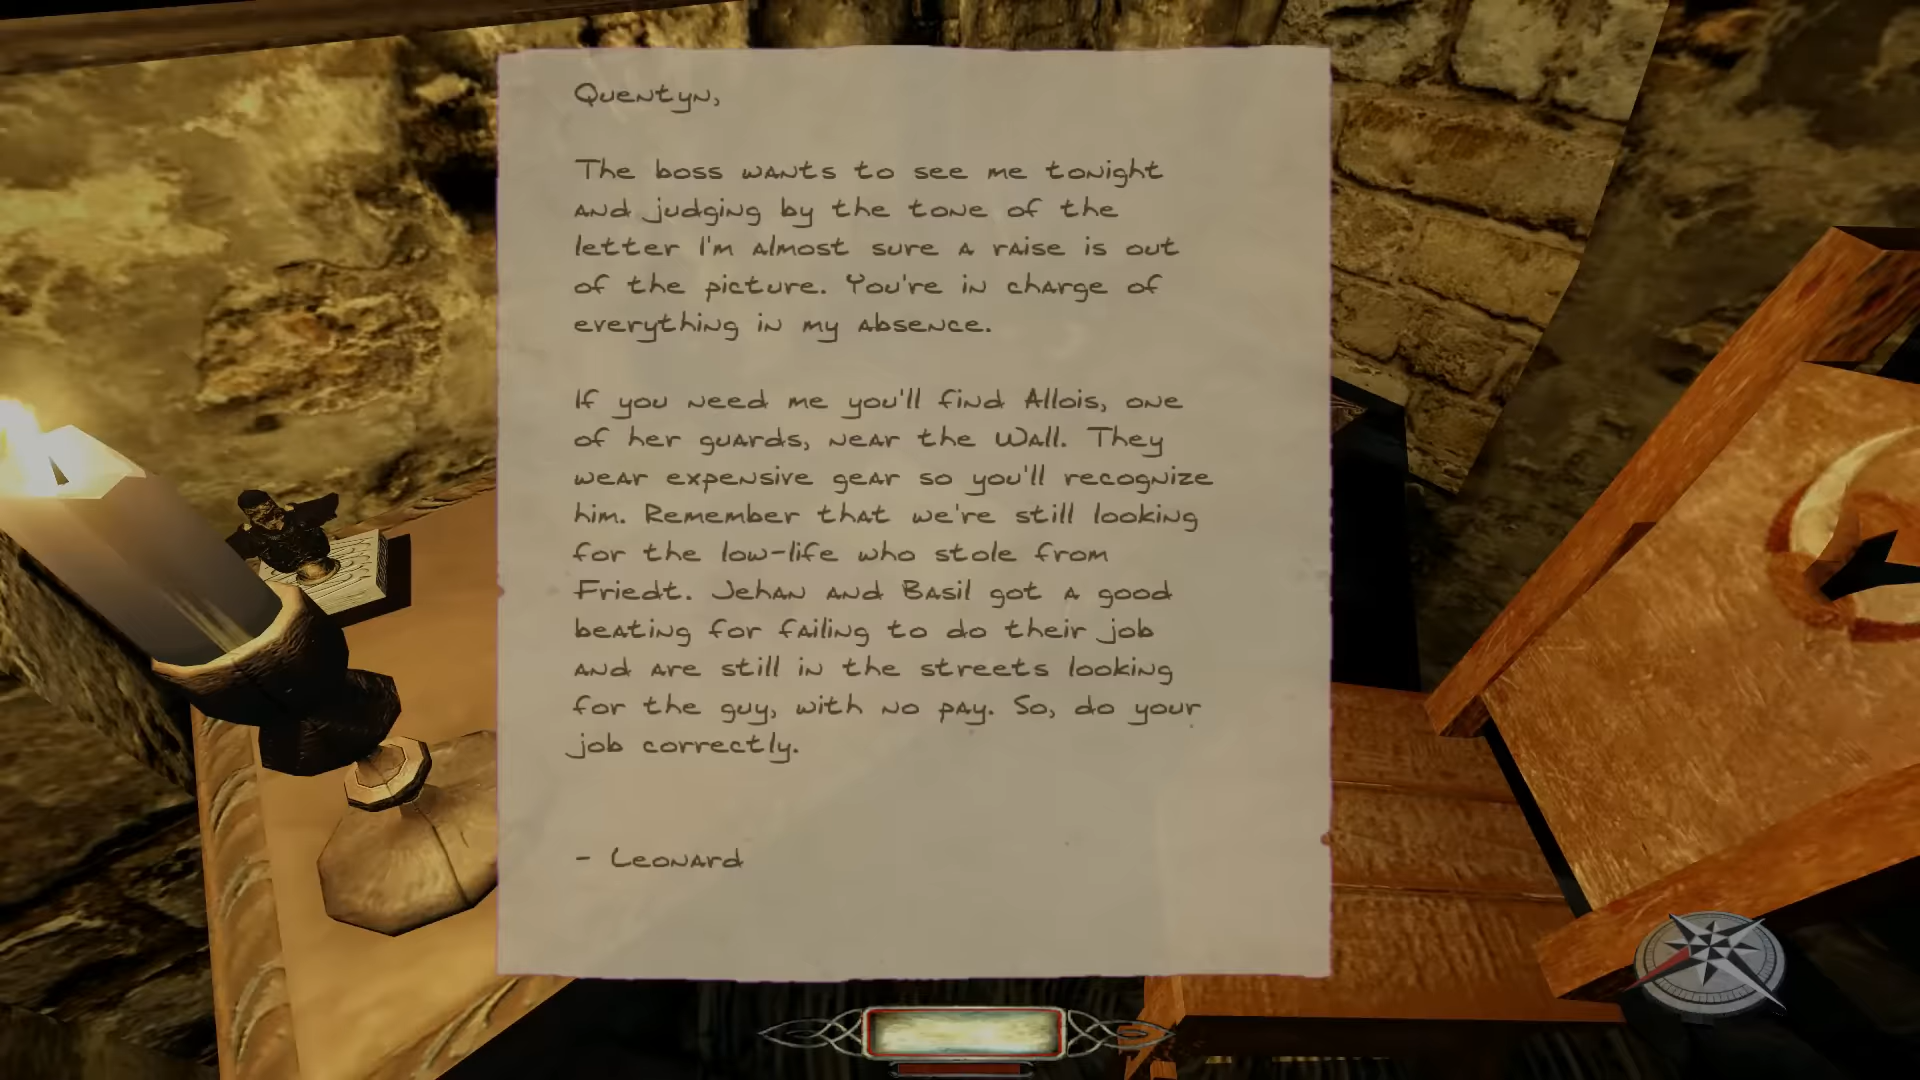 Quentyn,
The boss wants to see me tonight
and judging by the tone of the
letter I'm almost sure a raise is out
of the picture. You're in charge of
everything in my absence.
If you need me you'll find Allois, one
of her guards, near the Wall. They
wear expensive gear so you'll recognize
him. Remember that we're still looking
for the low-life who stole from
Friedt. Jehan and Basil got a good
beating for failing to do their job
and are still in the streets looking
for the guy, with no pay. So, do your
job correctly.
- Leonard